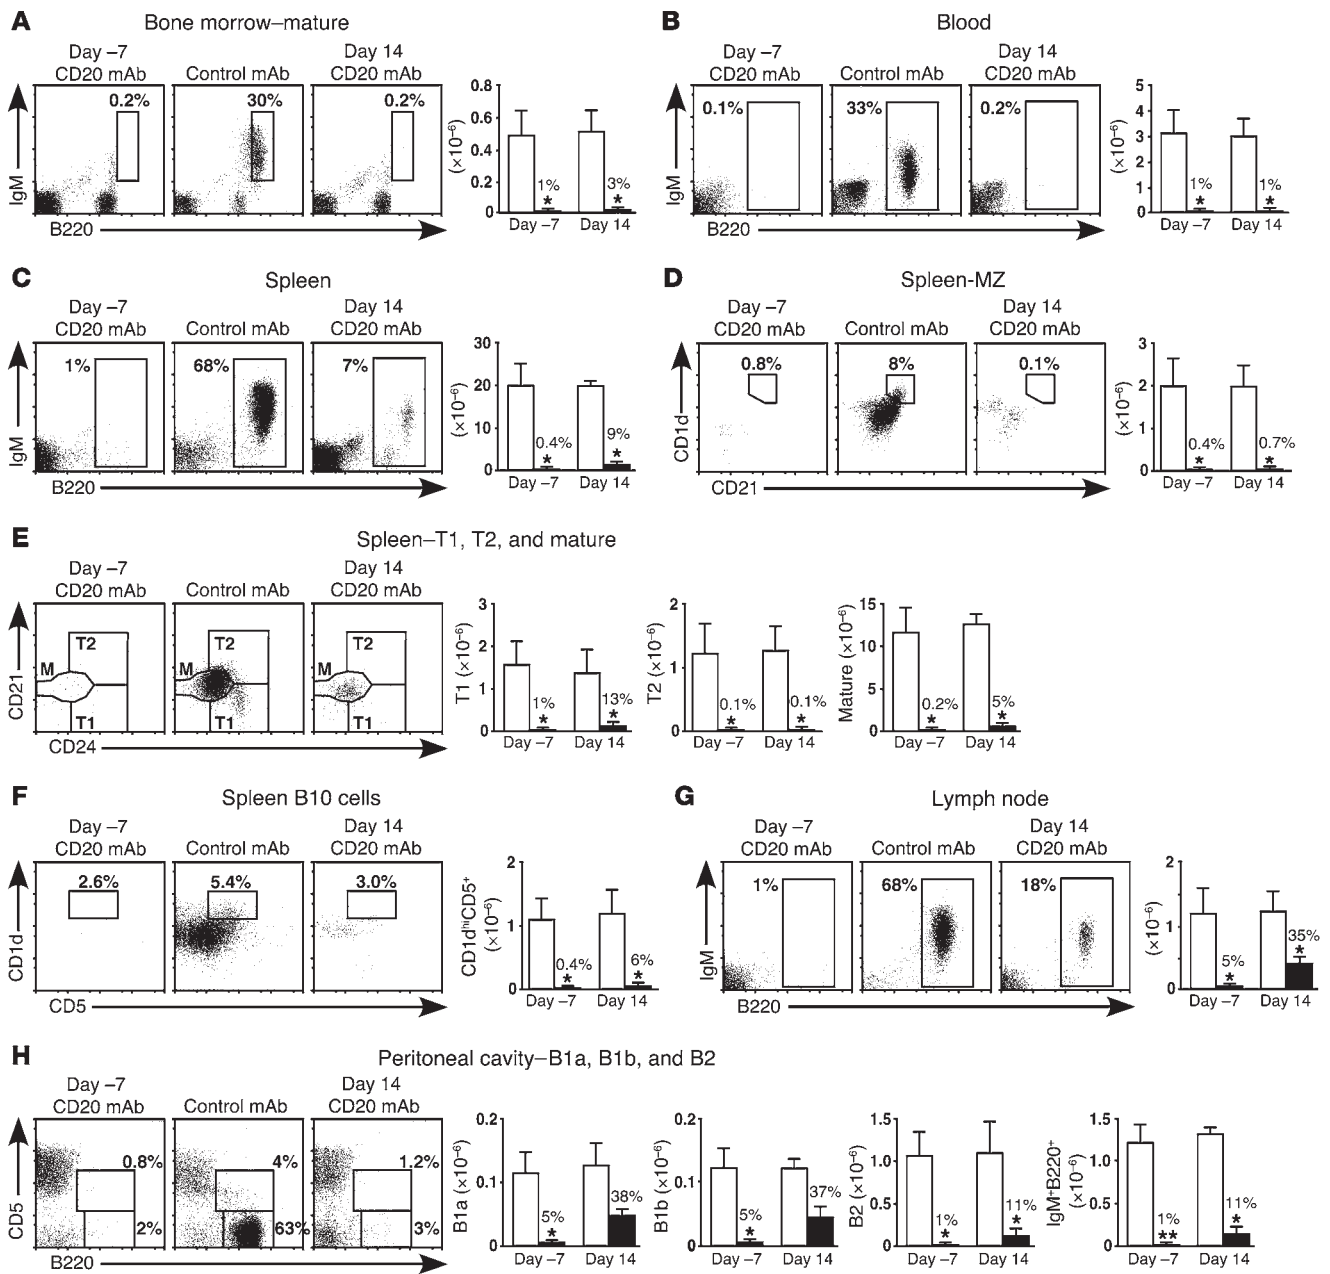 A Bone morrow–mature
Day –7 CD20 mAb
Control mAb
Day 14 CD20 mAb
0.2%
30%
0.2%
IgM
B220
(×10⁻⁶)
0.8
0.6
0.4
0.2
0
1%
*
3%
*
Day –7 Day 14
B Blood
Day –7 CD20 mAb
Control mAb
Day 14 CD20 mAb
0.1%
33%
0.2%
IgM
B220
(×10⁻⁶)
5
4
3
2
1
0
1%
*
1%
*
Day –7 Day 14
C Spleen
Day –7 CD20 mAb
Control mAb
Day 14 CD20 mAb
1%
68%
7%
IgM
B220
(×10⁻⁶)
30
20
10
0
0.4%
*
9%
*
Day –7 Day 14
D Spleen-MZ
Day –7 CD20 mAb
Control mAb
Day 14 CD20 mAb
0.8%
8%
0.1%
CD1d
CD21
(×10⁻⁶)
3
2
1
0
0.4%
*
0.7%
*
Day –7 Day 14
E Spleen–T1, T2, and mature
Day –7 CD20 mAb
Control mAb
Day 14 CD20 mAb
T2
M
T1
T2
M
T1
T2
M
T1
CD21
CD24
T1 (×10⁻⁶)
3
2
1
0
1%
*
13%
*
Day –7 Day 14
T2 (×10⁻⁶)
2
1
0
0.1%
*
0.1%
*
Day –7 Day 14
Mature (×10⁻⁶)
15
10
5
0
0.2%
*
5%
*
Day –7 Day 14
F Spleen B10 cells
Day –7 CD20 mAb
Control mAb
Day 14 CD20 mAb
2.6%
5.4%
3.0%
CD1d
CD5
CD1dʰⁱCD5⁺
(×10⁻⁶)
2
1
0
0.4%
*
6%
*
Day –7 Day 14
G Lymph node
Day –7 CD20 mAb
Control mAb
Day 14 CD20 mAb
1%
68%
18%
IgM
B220
(×10⁻⁶)
2
1
0
5%
*
35%
*
Day –7 Day 14
H Peritoneal cavity–B1a, B1b, and B2
Day –7 CD20 mAb
Control mAb
Day 14 CD20 mAb
0.8%
2%
4%
63%
1.2%
3%
CD5
B220
B1a (×10⁻⁶)
0.2
0.1
0
5%
*
38%
Day –7 Day 14
B1b (×10⁻⁶)
0.2
0.1
0
5%
*
37%
Day –7 Day 14
B2 (×10⁻⁶)
1.5
1.0
0.5
0
1%
*
11%
*
Day –7 Day 14
IgM⁺B220⁺
(×10⁻⁶)
1.5
1.0
0.5
0
1%
**
11%
*
Day –7 Day 14